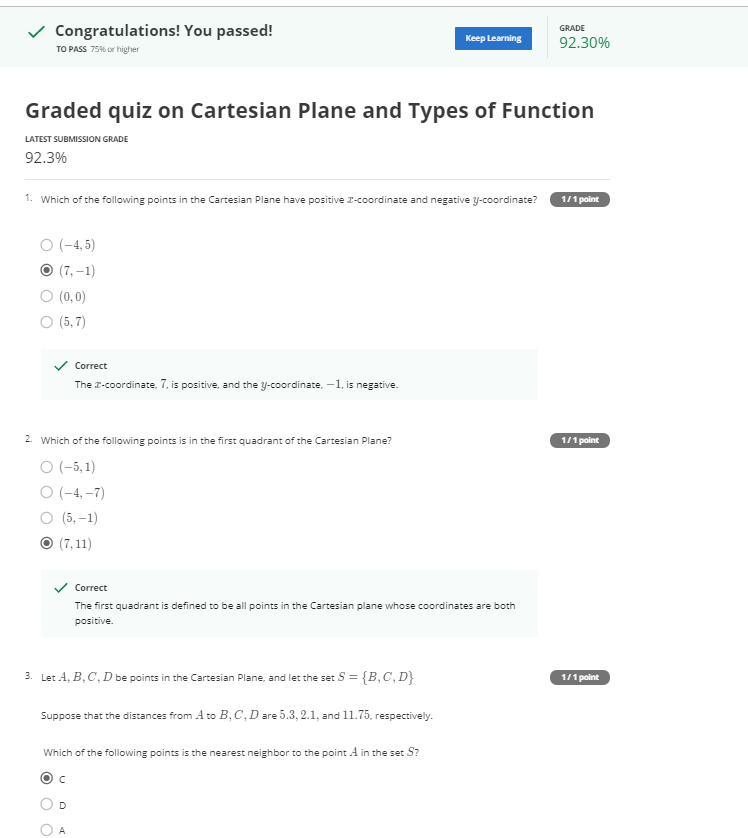 Congratulations! You passed!
TO PASS 75% or higher
Keep Learning
GRADE
92.30%
Graded quiz on Cartesian Plane and Types of Function
LATEST SUBMISSION GRADE
92.3%
1. Which of the following points in the Cartesian Plane have positive x-coordinate and negative y-coordinate?
1 / 1 point
(−4, 5)
(7, −1)
(0, 0)
(5, 7)
Correct
The x-coordinate, 7, is positive, and the y-coordinate, −1, is negative.
2. Which of the following points is in the first quadrant of the Cartesian Plane?
1 / 1 point
(−5, 1)
(−4, −7)
(5, −1)
(7, 11)
Correct
The first quadrant is defined to be all points in the Cartesian plane whose coordinates are both
positive.
3. Let A, B, C, D be points in the Cartesian Plane, and let the set S = {B, C, D}
1 / 1 point
Suppose that the distances from A to B, C, D are 5.3, 2.1, and 11.75, respectively.
Which of the following points is the nearest neighbor to the point A in the set S?
C
D
A